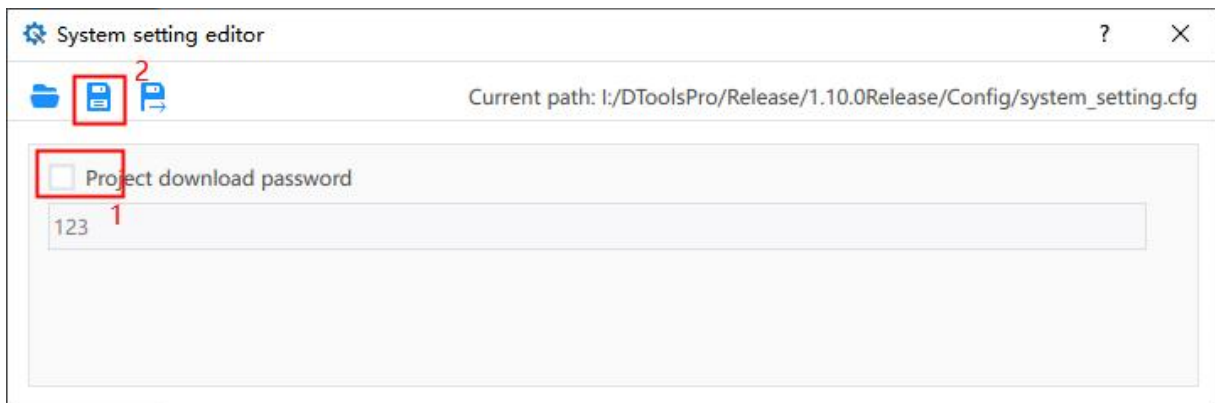 System setting editor ?
2
Current path: I:/DToolsPro/Release/1.10.0Release/Config/system_setting.cfg
Project download password
1
123